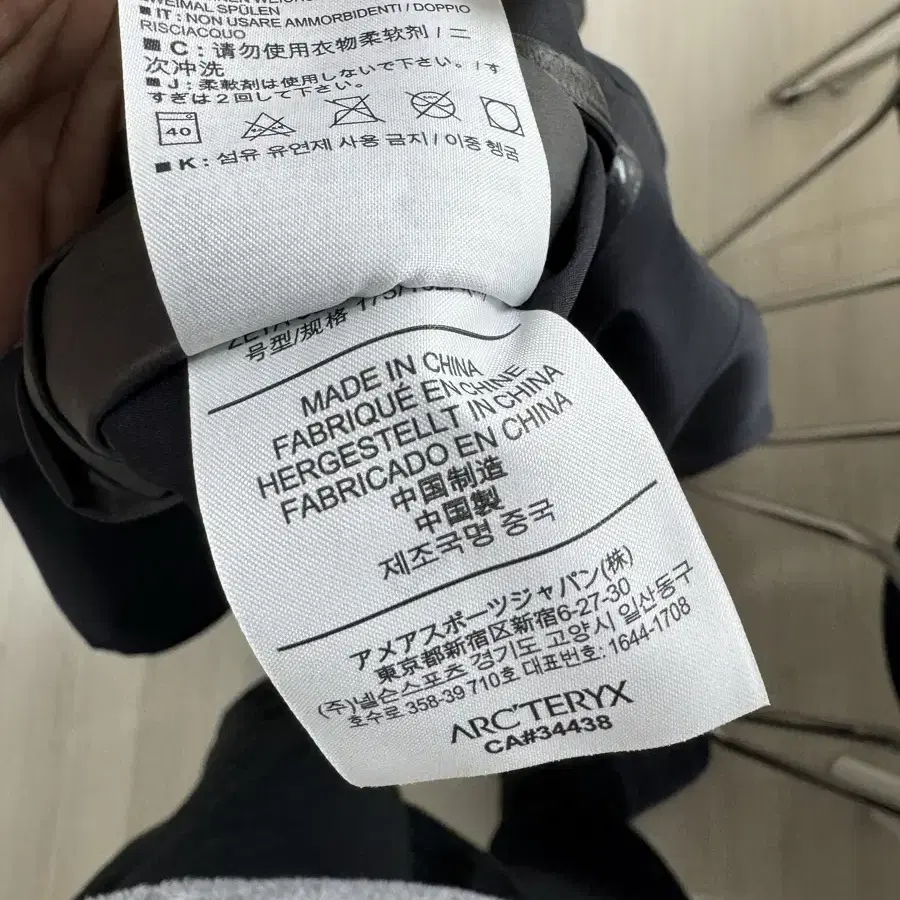 ZWEIMAL SPÜLEN
■ IT : NON USARE AMMORBIDENTI / DOPPIO
RISCIACQUO
■ C : 请勿使用衣物柔软剂 / 二
次冲洗
■ J : 柔軟剤は使用しないで下さい。/ す
すぎは2回して下さい。
40
■ K : 섬유 유연제 사용 금지 / 이중 헹굼
号型/规格
MADE IN CHINA
FABRIQUÉ EN CHINE
HERGESTELLT IN CHINA
FABRICADO EN CHINA
中国制造
中国製
제조국명 중국
アメアスポーツジャパン(株)
東京都新宿区新宿6-27-30
(주)넬슨스포츠 경기도 고양시 일산동구
호수로 358-39 710호 대표번호: 1644-1708
ARC'TERYX
CA#34438